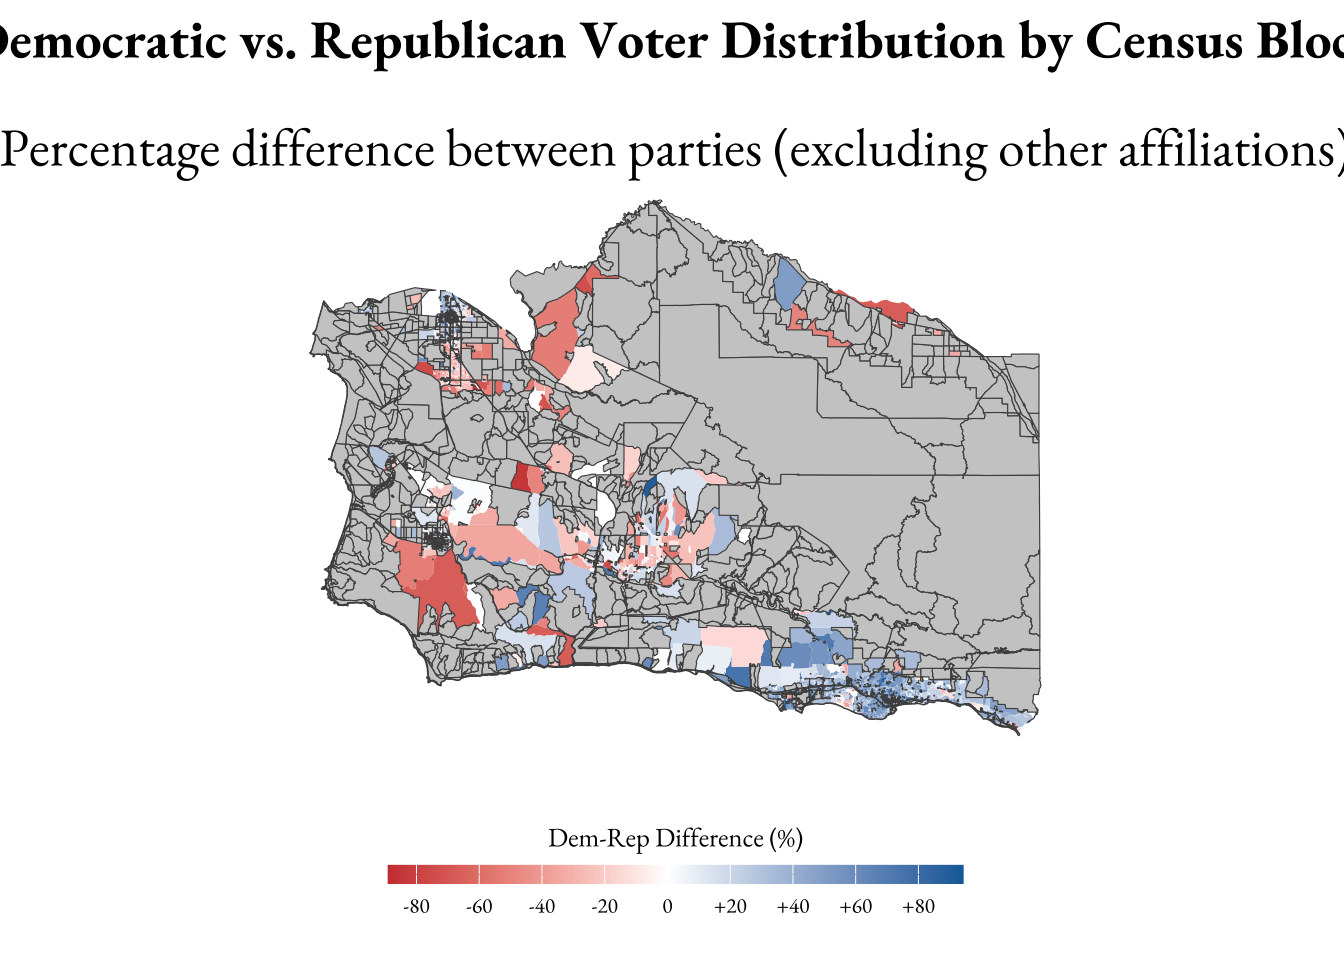 Democratic vs. Republican Voter Distribution by Census Bloc
Percentage difference between parties (excluding other affiliations)
Dem-Rep Difference (%)
-80 -60 -40 -20 0 +20 +40 +60 +80